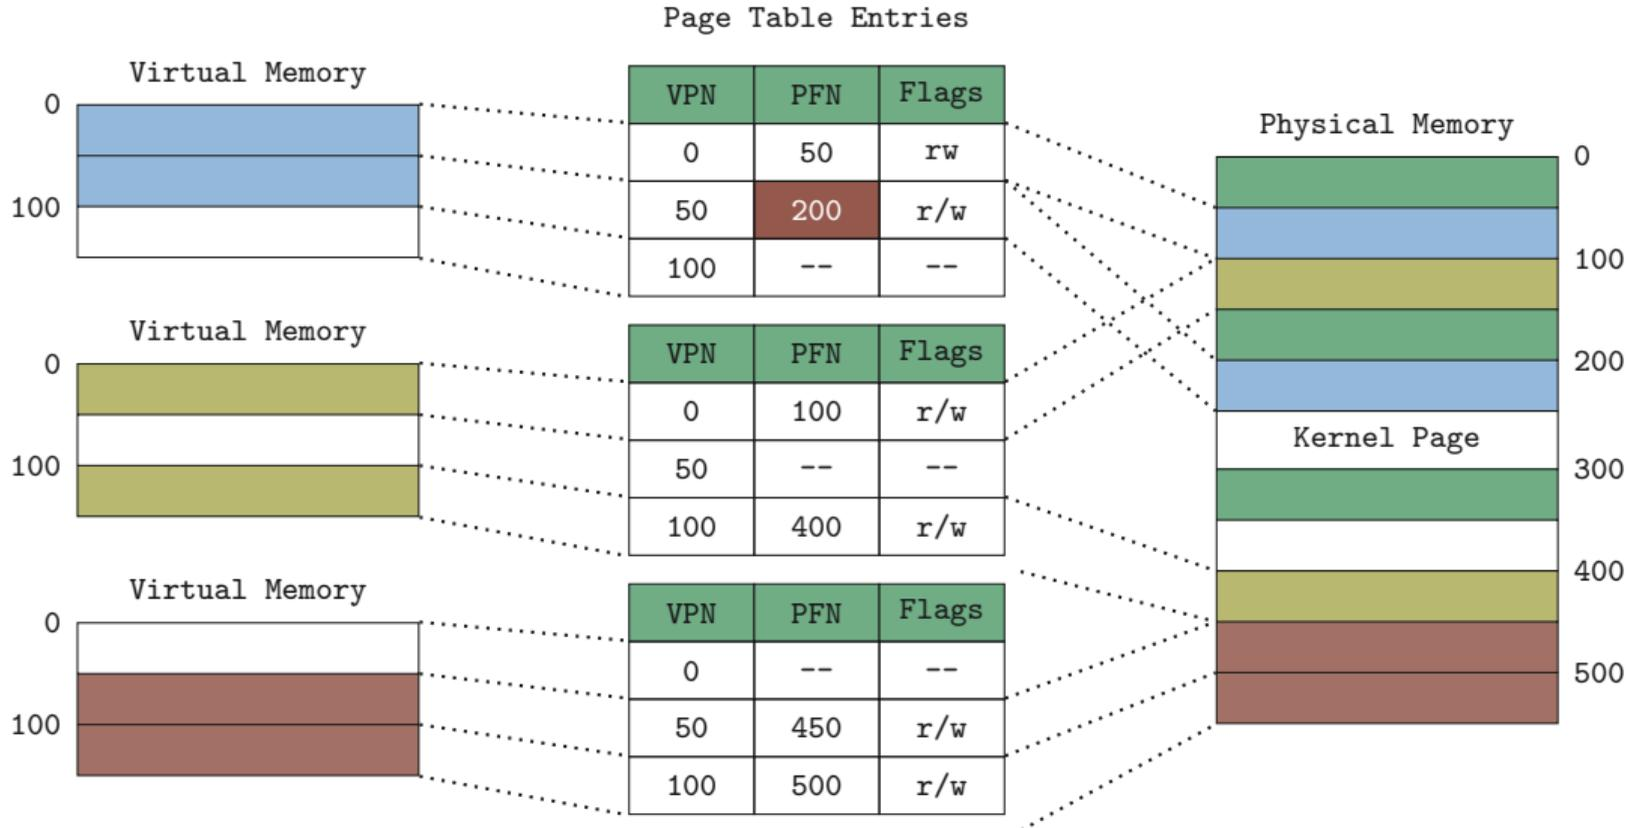 Page Table Entries
Virtual Memory
0
100
VPN PFN Flags
0 50 rw
50 200 r/w
100 -- --
Virtual Memory
0
100
VPN PFN Flags
0 100 r/w
50 -- --
100 400 r/w
Virtual Memory
0
100
VPN PFN Flags
0 -- --
50 450 r/w
100 500 r/w
Physical Memory
0
100
200
Kernel Page
300
400
500